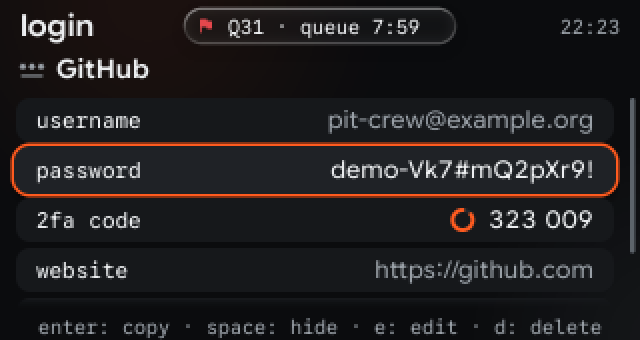 login
Q31 · queue 7:59
22:23
GitHub
username pit-crew@example.org
password demo-Vk7#mQ2pXr9!
2fa code 323 009
website https://github.com
enter: copy · space: hide · e: edit · d: delete